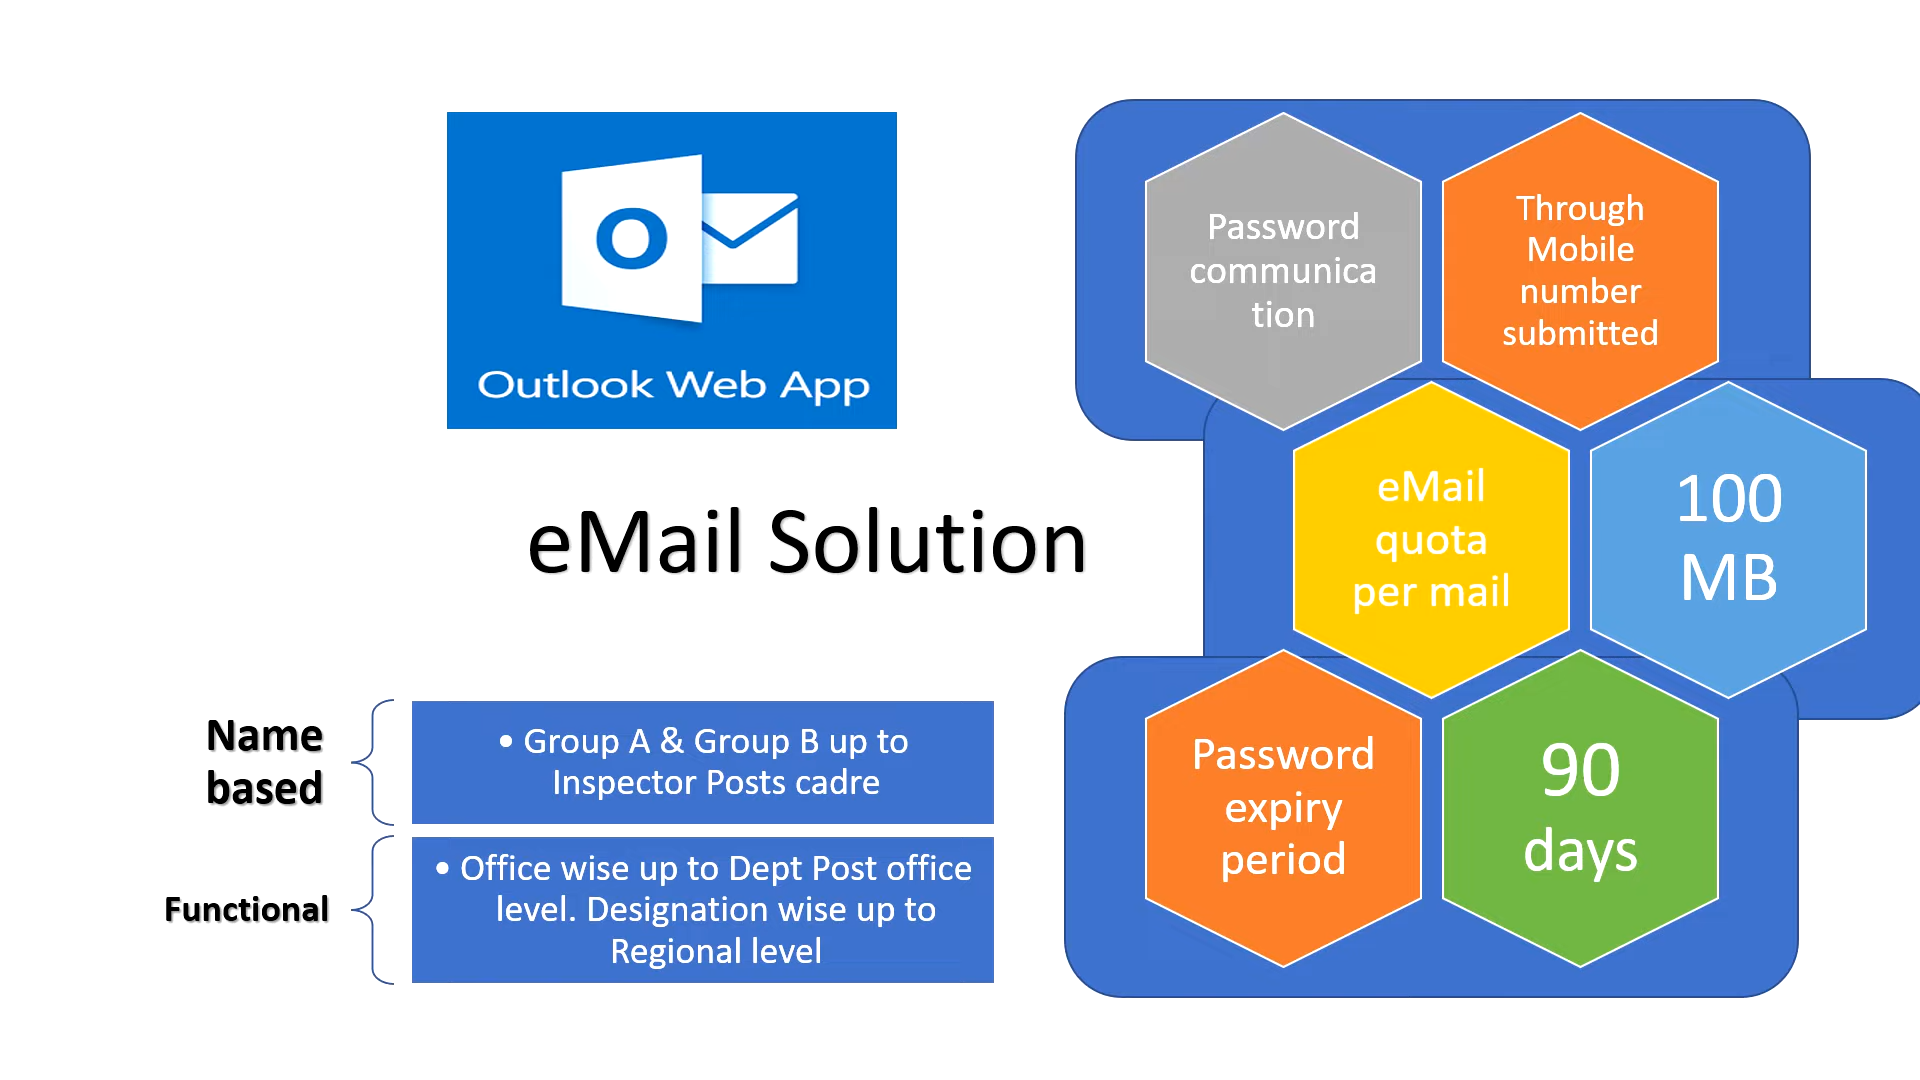 O
Outlook Web App
eMail Solution
Name
based
• Group A & Group B up to
Inspector Posts cadre
Functional
• Office wise up to Dept Post office
level. Designation wise up to
Regional level
Password
communica
tion
Through
Mobile
number
submitted
eMail
quota
per mail
100
MB
Password
expiry
period
90
days